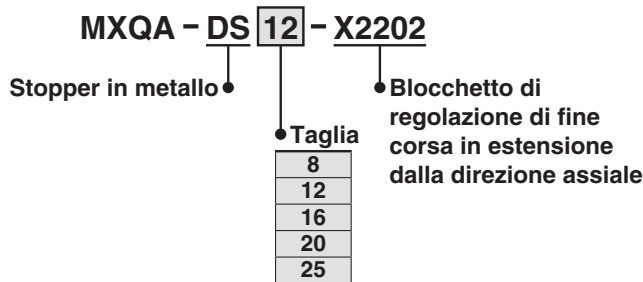 MXQA - DS 12 - X2202
Stopper in metallo
Blocchetto di
regolazione di fine
corsa in estensione
dalla direzione assiale
Taglia
8
12
16
20
25